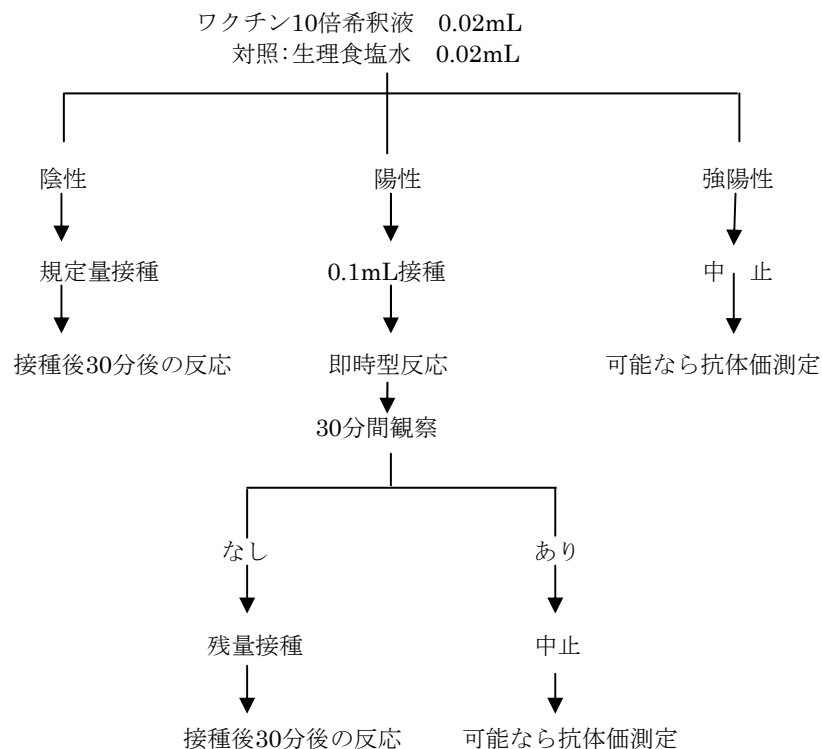 ワクチン10倍希釈液　0.02mL
対照：生理食塩水　0.02mL
陰性
陽性
強陽性
規定量接種
0.1mL接種
中　止
接種後30分後の反応
即時型反応
可能なら抗体価測定
30分間観察
なし
あり
残量接種
中止
接種後30分後の反応
可能なら抗体価測定